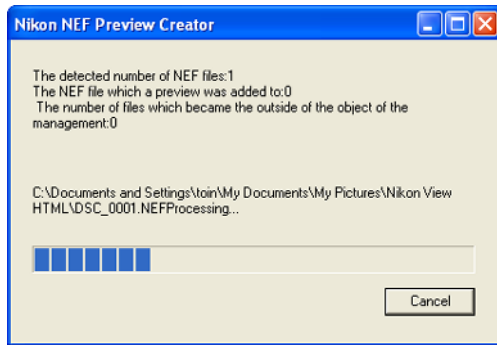 Nikon NEF Preview Creator
The detected number of NEF files:1
The NEF file which a preview was added to:0
The number of files which became the outside of the object of the
management:0
C:\Documents and Settings\toin\My Documents\My Pictures\Nikon View
HTML\DSC_0001.NEFProcessing...
Cancel